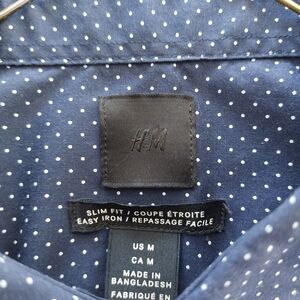 H&M
SLIM FIT / COUPE ÉTROITE
EASY IRON / REPASSAGE FACILE
US M
CA M
MADE IN
BANGLADESH
FABRIQUÉ EN